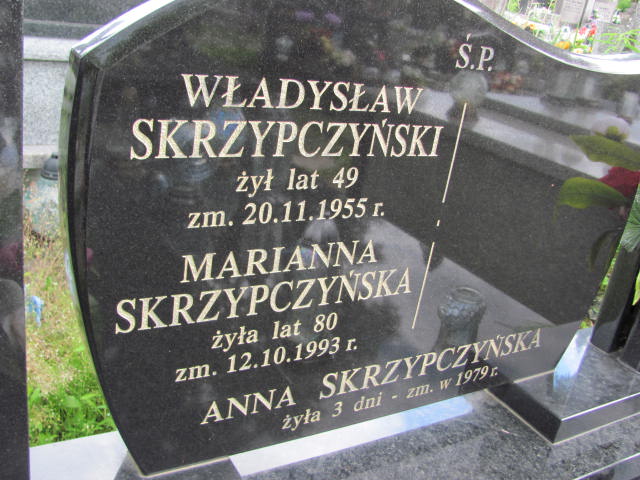 Ś.P.
WŁADYSŁAW
SKRZYPCZYŃSKI
żył lat 49
zm. 20.11.1955 r.
MARIANNA
SKRZYPCZYŃSKA
żyła lat 80
zm. 12.10.1993 r.
ANNA SKRZYPCZYŃSKA
żyła 3 dni - zm. w 1979 r.